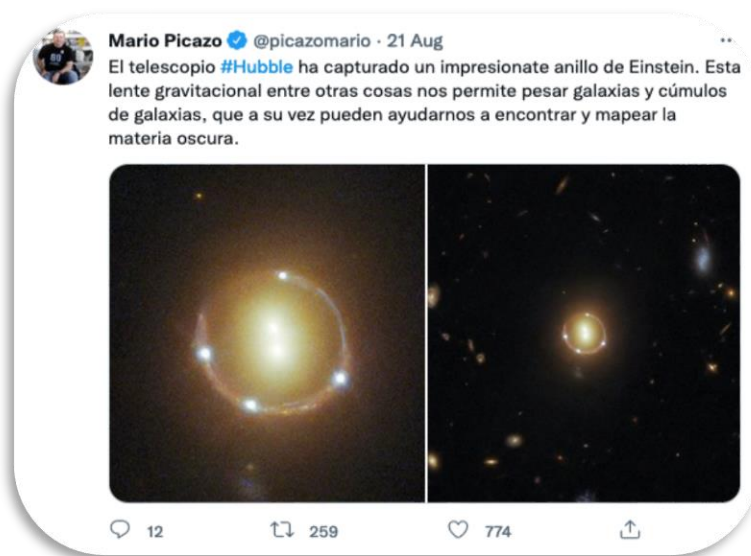 Mario Picazo @picazomario · 21 Aug
El telescopio #Hubble ha capturado un impresionate anillo de Einstein. Esta
lente gravitacional entre otras cosas nos permite pesar galaxias y cúmulos
de galaxias, que a su vez pueden ayudarnos a encontrar y mapear la
materia oscura.
12 259 774